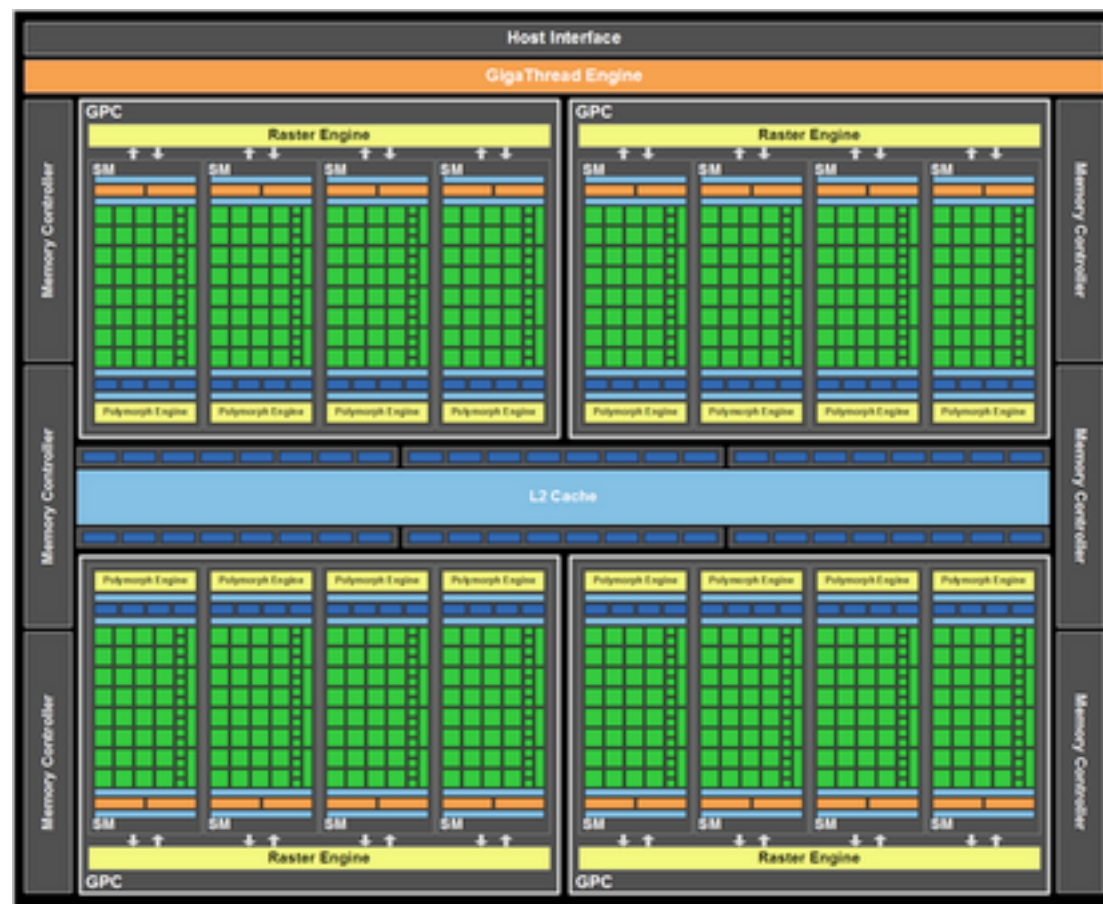 Host Interface
GigaThread Engine
Memory Controller
Memory Controller
Memory Controller
GPC
Raster Engine
SM SM SM SM
Polymorph Engine Polymorph Engine Polymorph Engine Polymorph Engine
GPC
Raster Engine
SM SM SM SM
Polymorph Engine Polymorph Engine Polymorph Engine Polymorph Engine
L2 Cache
Polymorph Engine Polymorph Engine Polymorph Engine Polymorph Engine
SM SM SM SM
Raster Engine
GPC
Polymorph Engine Polymorph Engine Polymorph Engine Polymorph Engine
SM SM SM SM
Raster Engine
GPC
Memory Controller
Memory Controller
Memory Controller